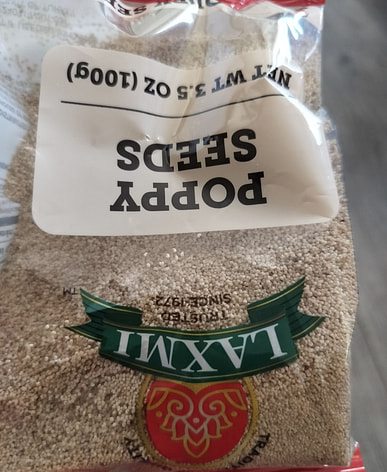 LAXMI
TRUSTED
SINCE 1972
TM
POPPY
SEEDS
NET WT 3.5 OZ (100g)